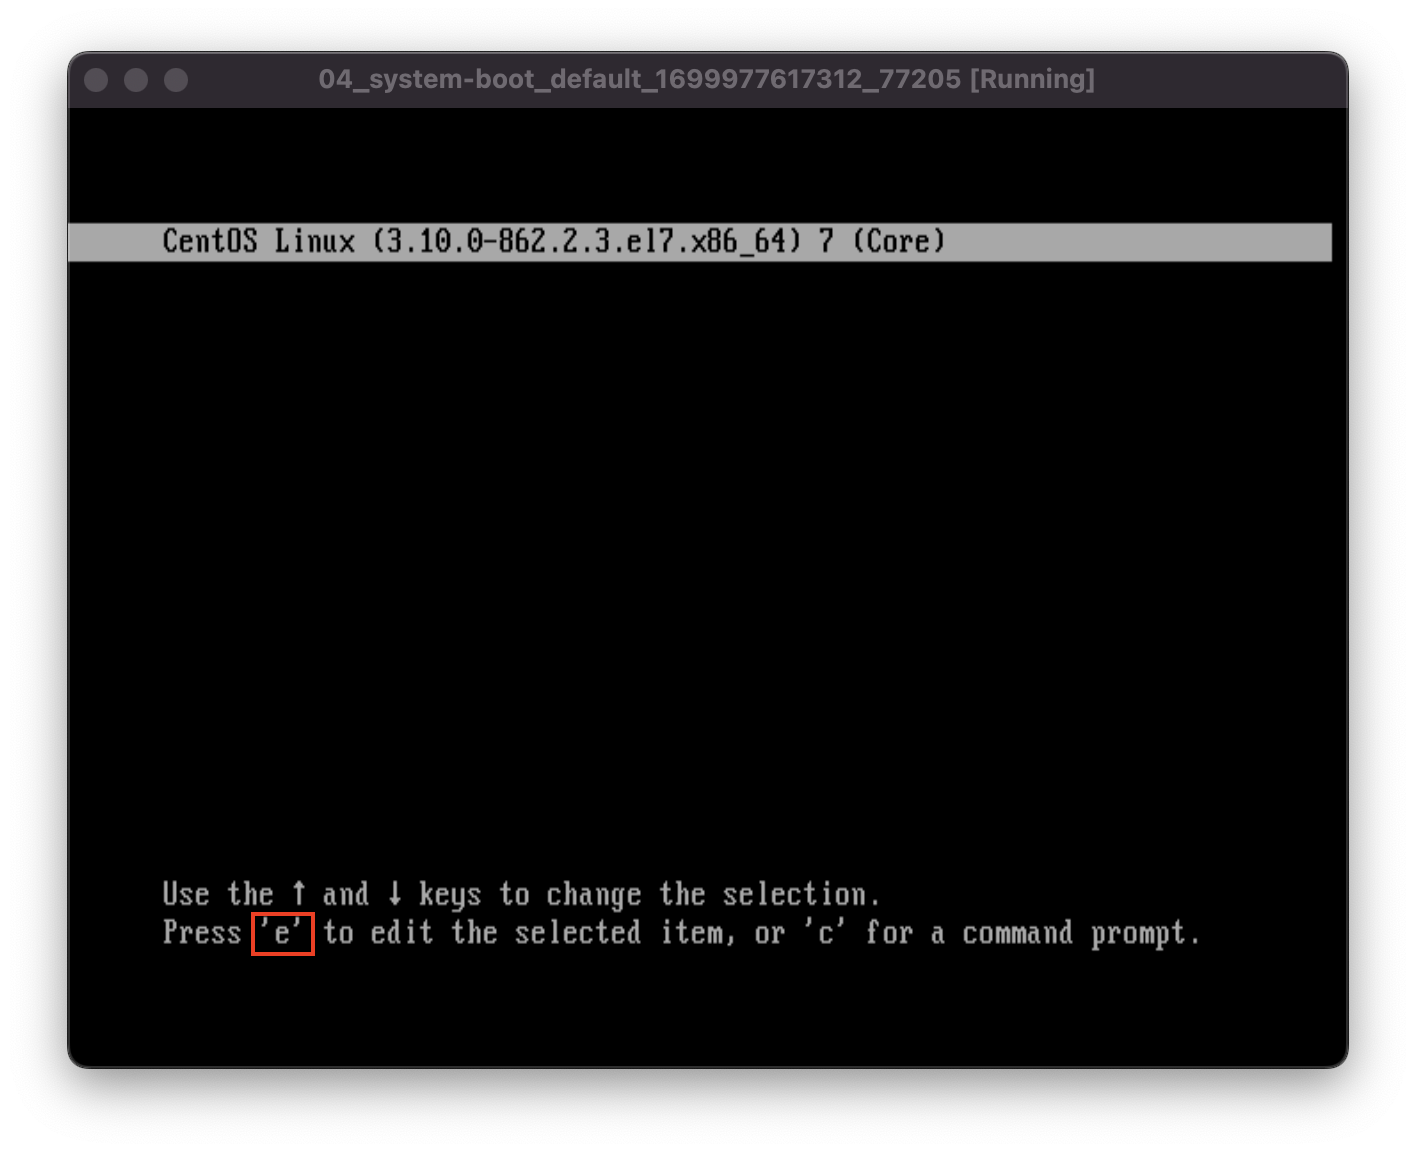 04_system-boot_default_1699977617312_77205 [Running]
CentOS Linux (3.10.0-862.2.3.el7.x86_64) 7 (Core)
Use the ↑ and ↓ keys to change the selection.
Press 'e' to edit the selected item, or 'c' for a command prompt.